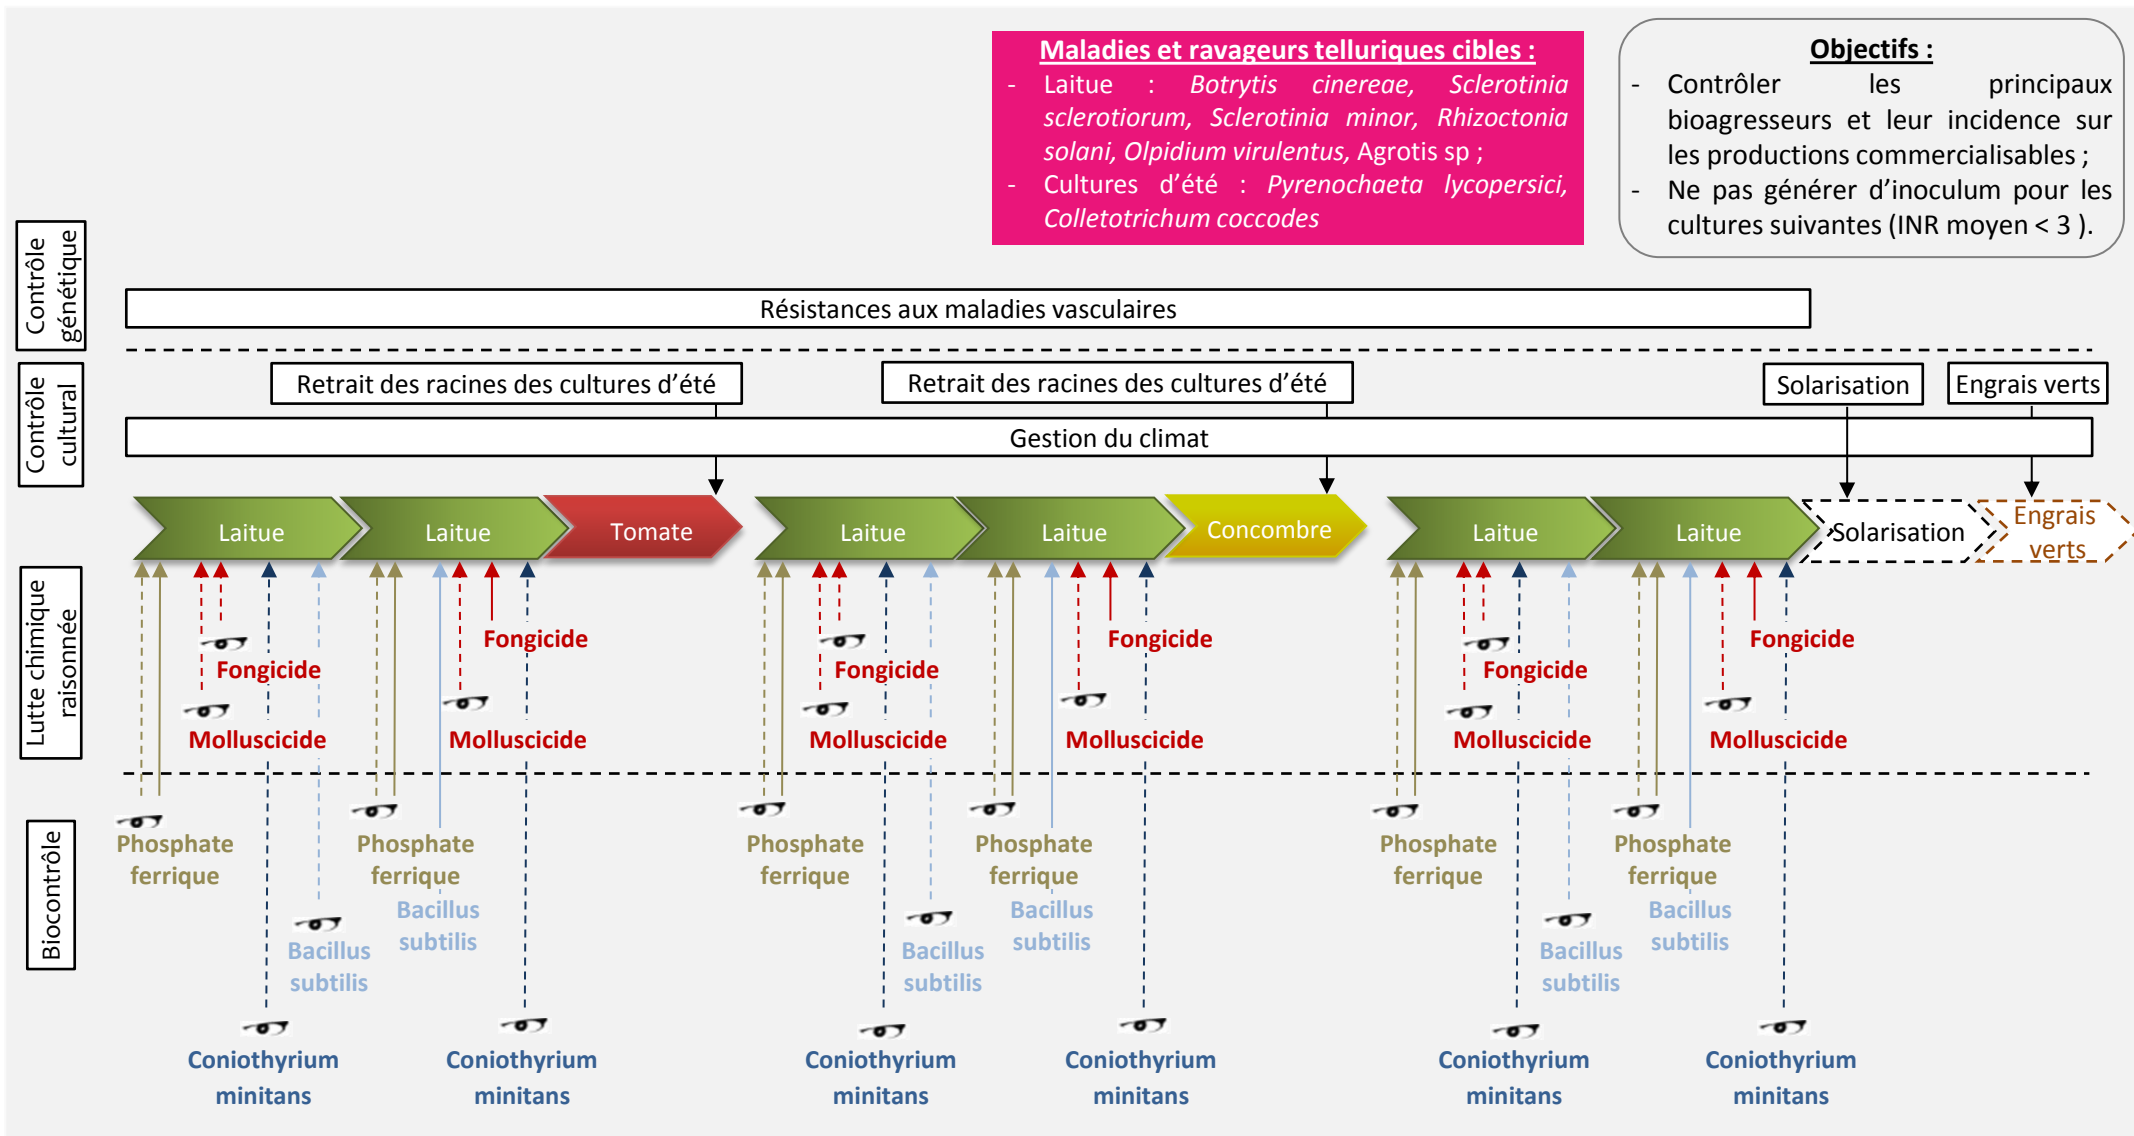 Maladies et ravageurs telluriques cibles :
- Laitue : Botrytis cinereae, Sclerotinia
sclerotiorum, Sclerotinia minor, Rhizoctonia
solani, Olpidium virulentus, Agrotis sp ;
- Cultures d’été : Pyrenochaeta lycopersici,
Colletotrichum coccodes
Objectifs :
- Contrôler les principaux
bioagresseurs et leur incidence sur
les productions commercialisables ;
- Ne pas générer d’inoculum pour les
cultures suivantes (INR moyen < 3 ).
Contrôle
génétique
Résistances aux maladies vasculaires
Contrôle
cultural
Retrait des racines des cultures d’été
Retrait des racines des cultures d’été
Solarisation
Engrais verts
Gestion du climat
Laitue
Laitue
Tomate
Laitue
Laitue
Concombre
Laitue
Laitue
Solarisation
Engrais
verts
Lutte chimique
raisonnée
Fongicide
Molluscicide
Fongicide
Molluscicide
Fongicide
Molluscicide
Fongicide
Molluscicide
Fongicide
Molluscicide
Fongicide
Molluscicide
Biocontrôle
Phosphate
ferrique
Bacillus
subtilis
Coniothyrium
minitans
Phosphate
ferrique
Bacillus
subtilis
Coniothyrium
minitans
Phosphate
ferrique
Bacillus
subtilis
Coniothyrium
minitans
Phosphate
ferrique
Bacillus
subtilis
Coniothyrium
minitans
Phosphate
ferrique
Bacillus
subtilis
Coniothyrium
minitans
Phosphate
ferrique
Bacillus
subtilis
Coniothyrium
minitans